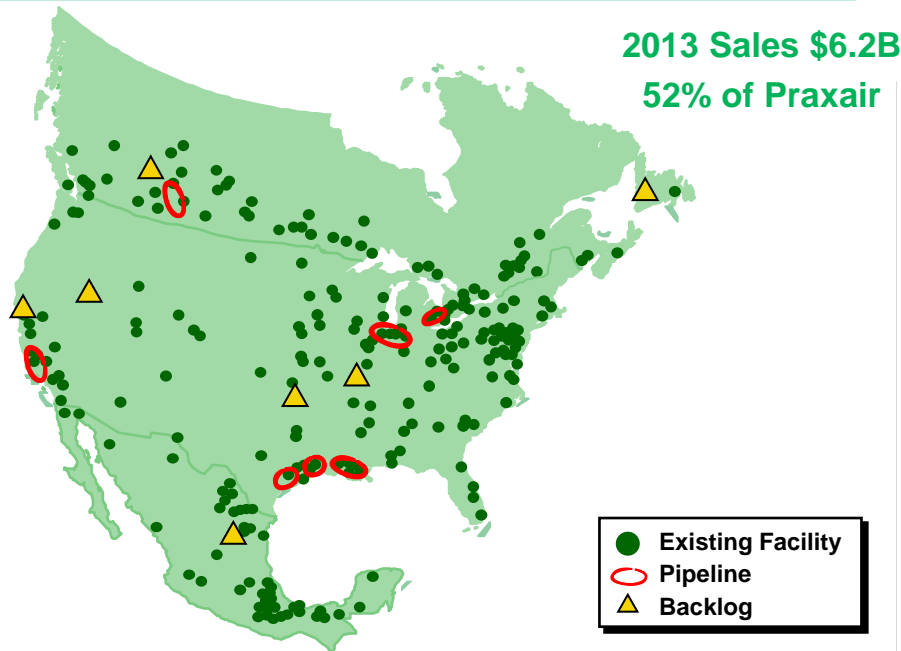 2013 Sales $6.2B
52% of Praxair
Existing Facility
Pipeline
Backlog